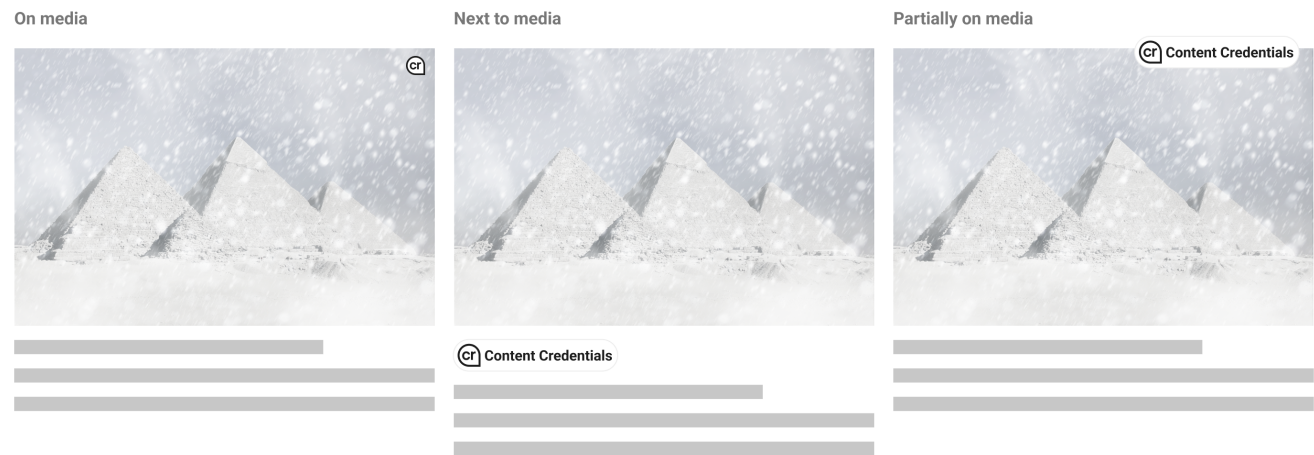 On media
Next to media
Partially on media
cr
cr Content Credentials
cr Content Credentials